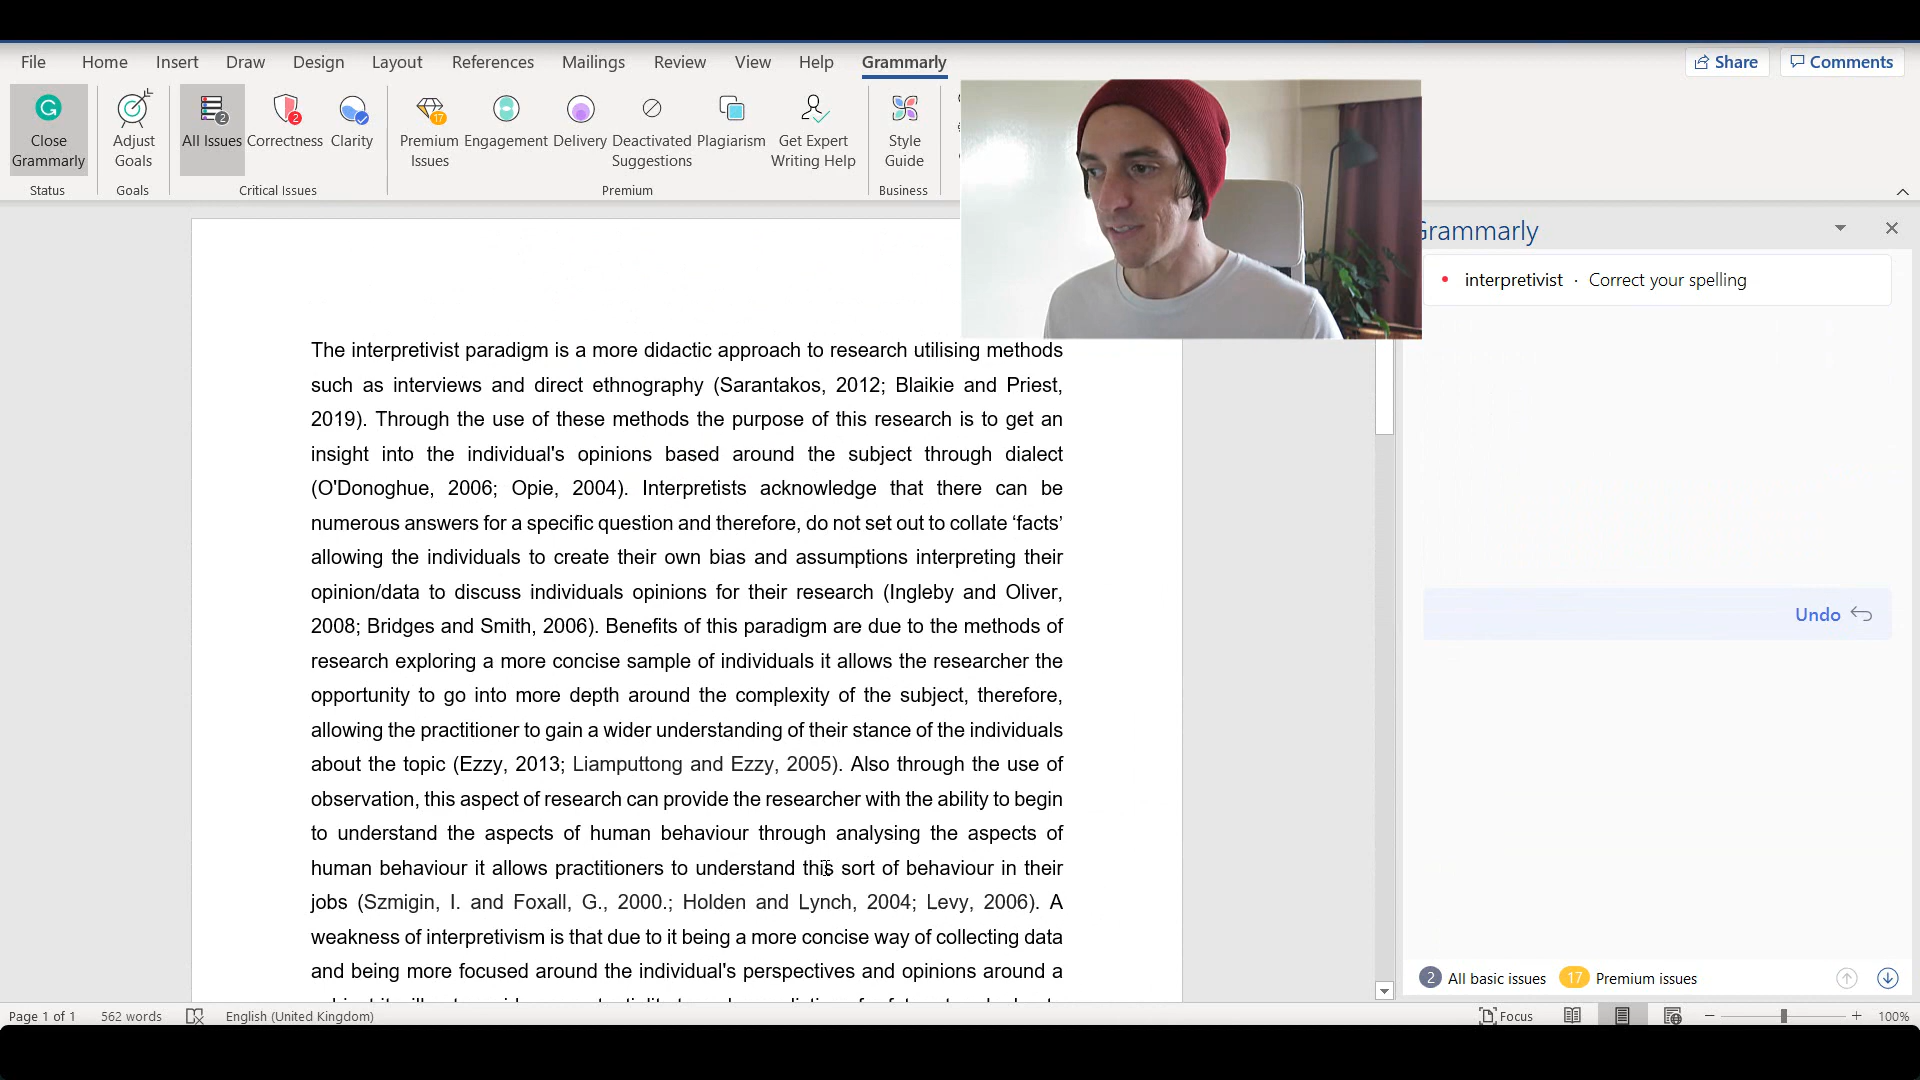 File Home Insert Draw Design Layout References Mailings Review View Help Grammarly
Share Comments
Close Grammarly
Adjust Goals
All Issues 2
Correctness 2
Clarity
Premium Issues 17
Engagement
Delivery
Deactivated Suggestions
Plagiarism
Get Expert Writing Help
Style Guide
Status Goals Critical Issues Premium Business
The interpretivist paradigm is a more didactic approach to research utilising methods
such as interviews and direct ethnography (Sarantakos, 2012; Blaikie and Priest,
2019). Through the use of these methods the purpose of this research is to get an
insight into the individual's opinions based around the subject through dialect
(O'Donoghue, 2006; Opie, 2004). Interpretists acknowledge that there can be
numerous answers for a specific question and therefore, do not set out to collate ‘facts’
allowing the individuals to create their own bias and assumptions interpreting their
opinion/data to discuss individuals opinions for their research (Ingleby and Oliver,
2008; Bridges and Smith, 2006). Benefits of this paradigm are due to the methods of
research exploring a more concise sample of individuals it allows the researcher the
opportunity to go into more depth around the complexity of the subject, therefore,
allowing the practitioner to gain a wider understanding of their stance of the individuals
about the topic (Ezzy, 2013; Liamputtong and Ezzy, 2005). Also through the use of
observation, this aspect of research can provide the researcher with the ability to begin
to understand the aspects of human behaviour through analysing the aspects of
human behaviour it allows practitioners to understand this sort of behaviour in their
jobs (Szmigin, I. and Foxall, G., 2000.; Holden and Lynch, 2004; Levy, 2006). A
weakness of interpretivism is that due to it being a more concise way of collecting data
and being more focused around the individual's perspectives and opinions around a
Grammarly
interpretivist · Correct your spelling
Undo
2 All basic issues 17 Premium issues
Page 1 of 1 562 words English (United Kingdom) Focus 100%